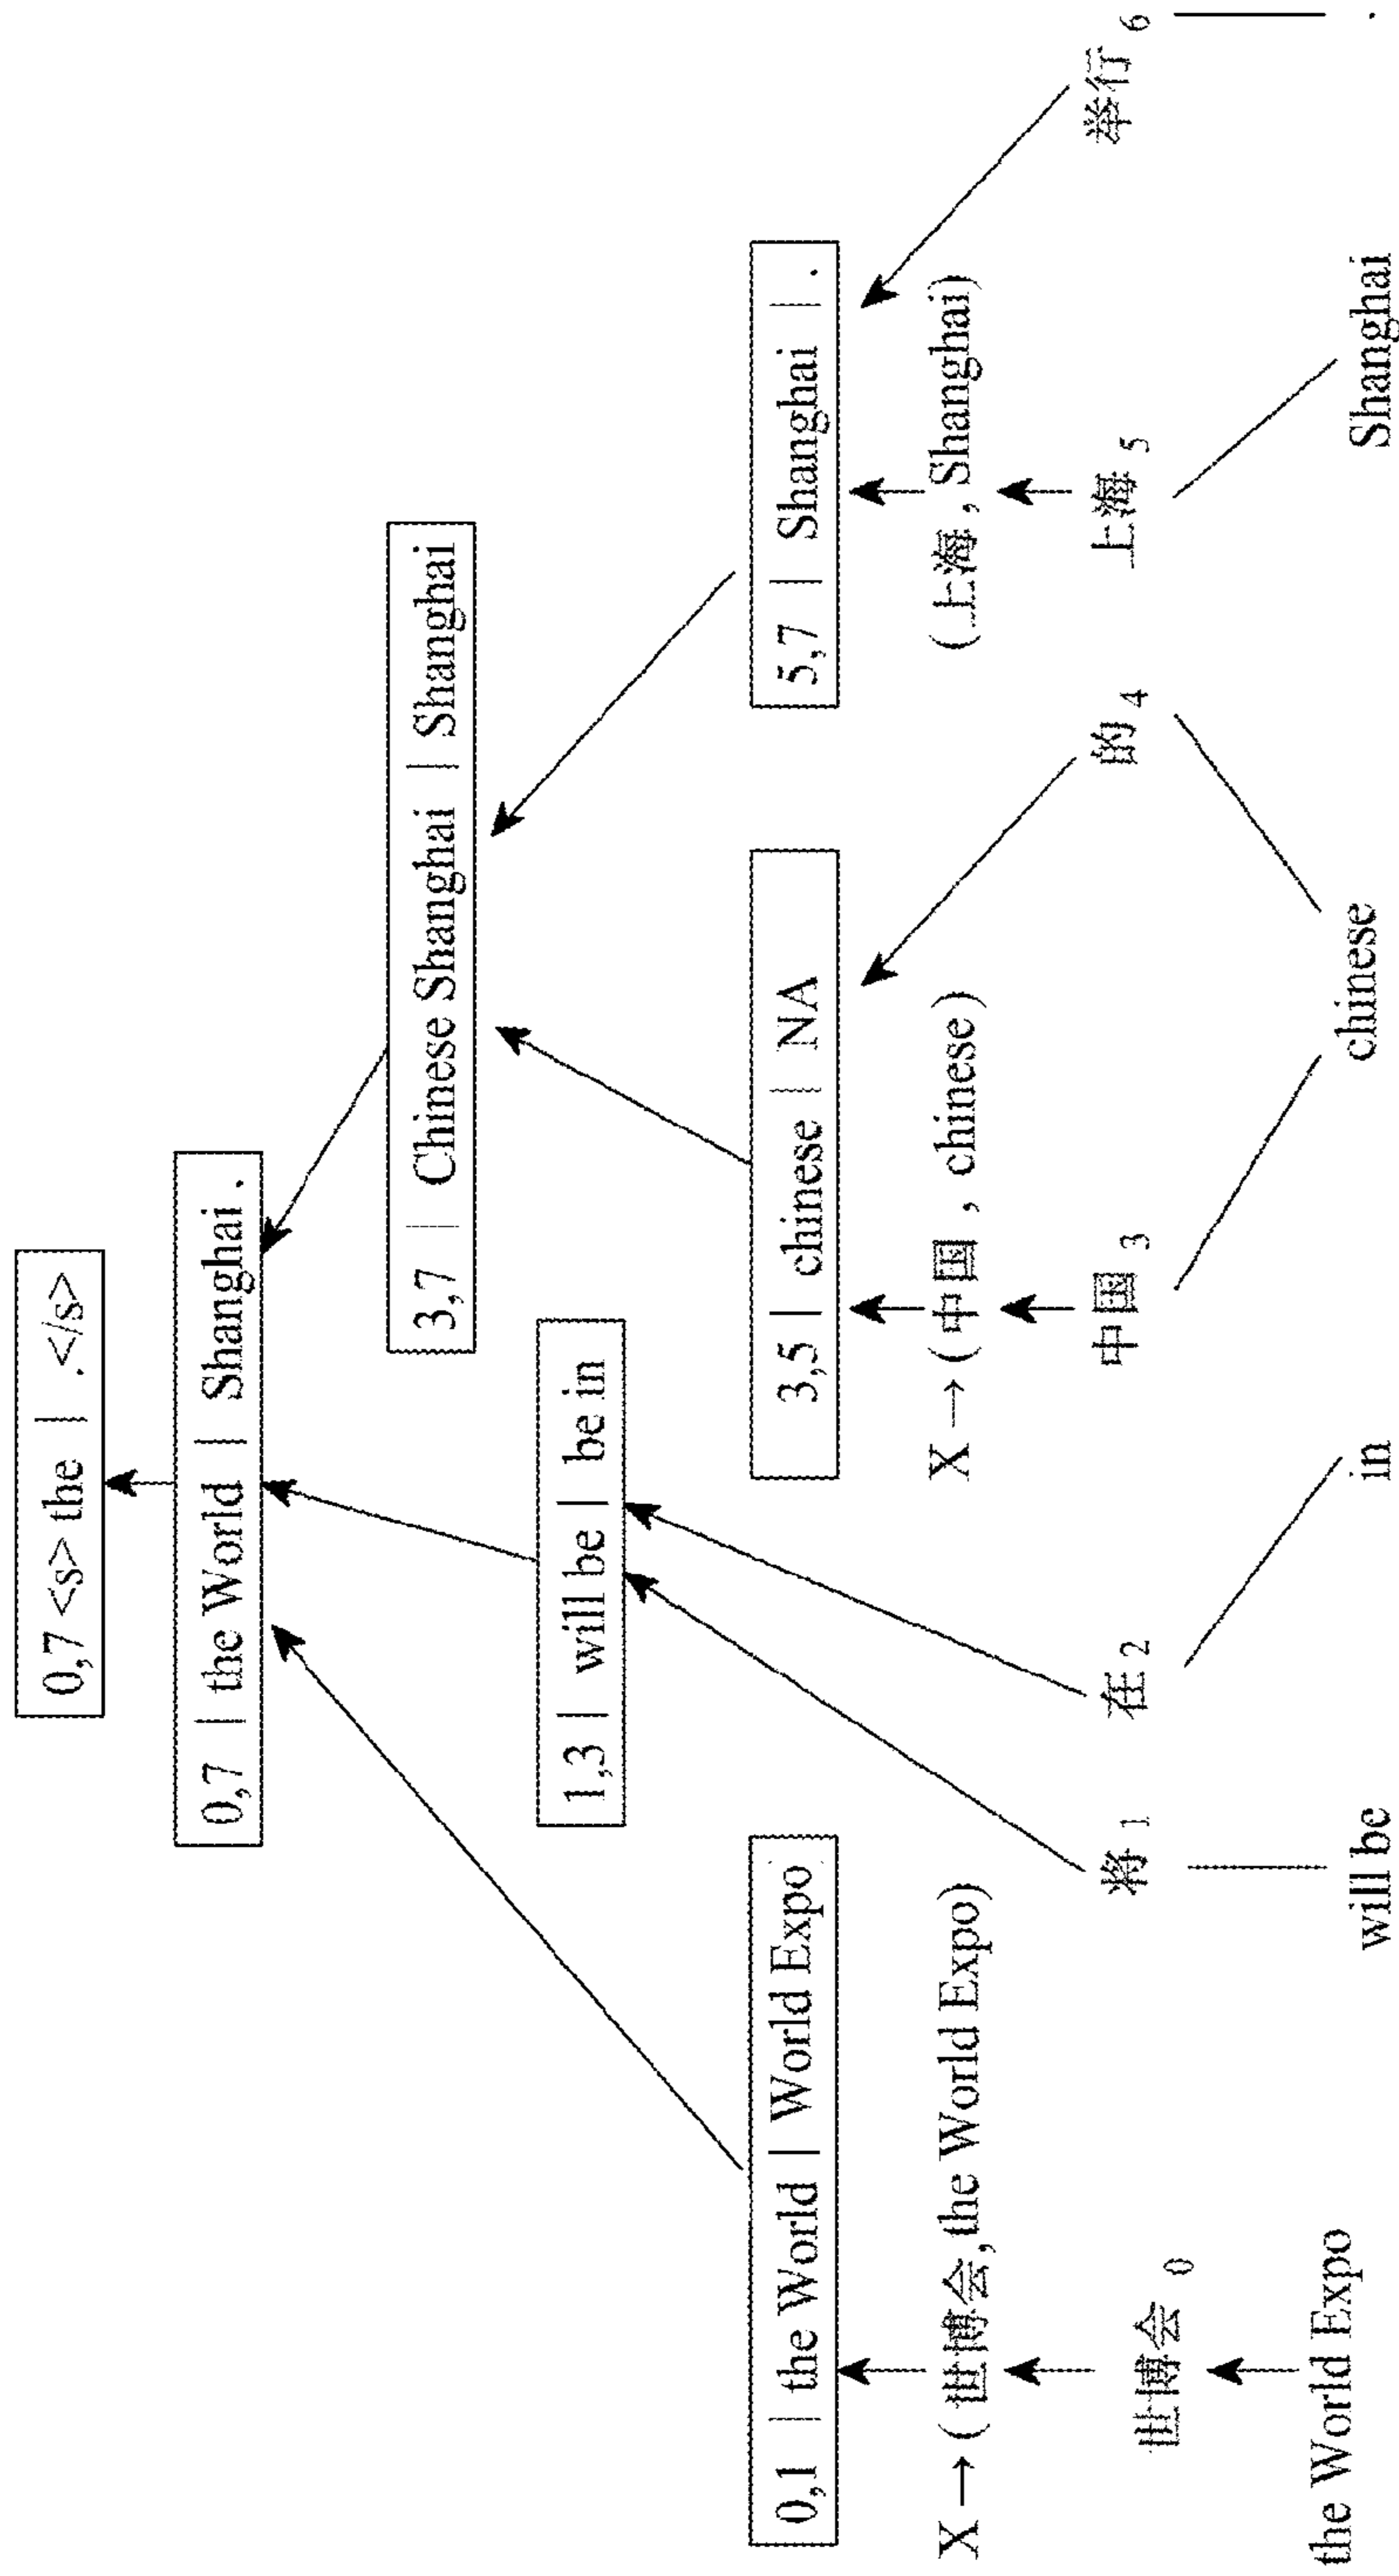 0,7 <s> the | .</s>
0,7 | the World | Shanghai .
3,7 | Chinese Shanghai | Shanghai
1,3 | will be | be in
0,1 | the World | World Expo
3,5 | chinese | NA
5,7 | Shanghai | .
X → ( 世博会,the World Expo)
X → ( 中国 , chinese )
(上海 , Shanghai)
世博会 0
将 1
在 2
中国 3
的 4
上海 5
举行 6
the World Expo
will be
in
chinese
Shanghai
.